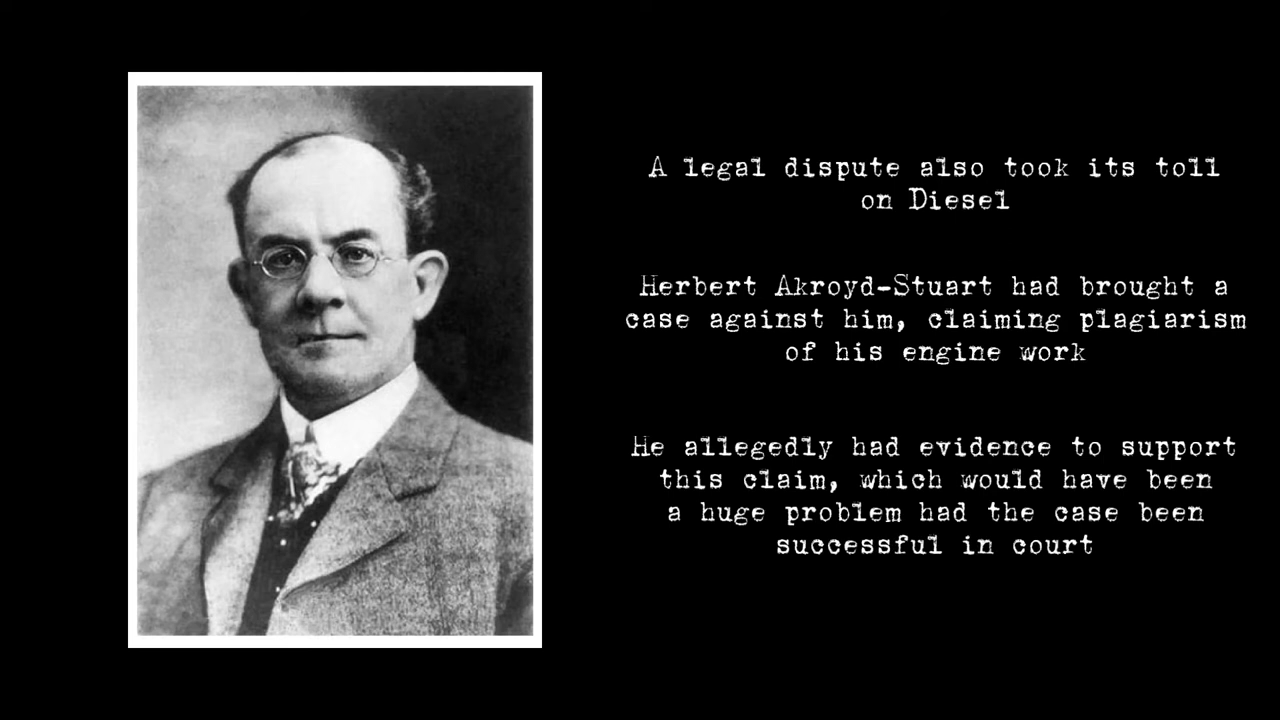 A legal dispute also took its toll
on Diesel
Herbert Akroyd-Stuart had brought a
case against him, claiming plagiarism
of his engine work
He allegedly had evidence to support
this claim, which would have been
a huge problem had the case been
successful in court